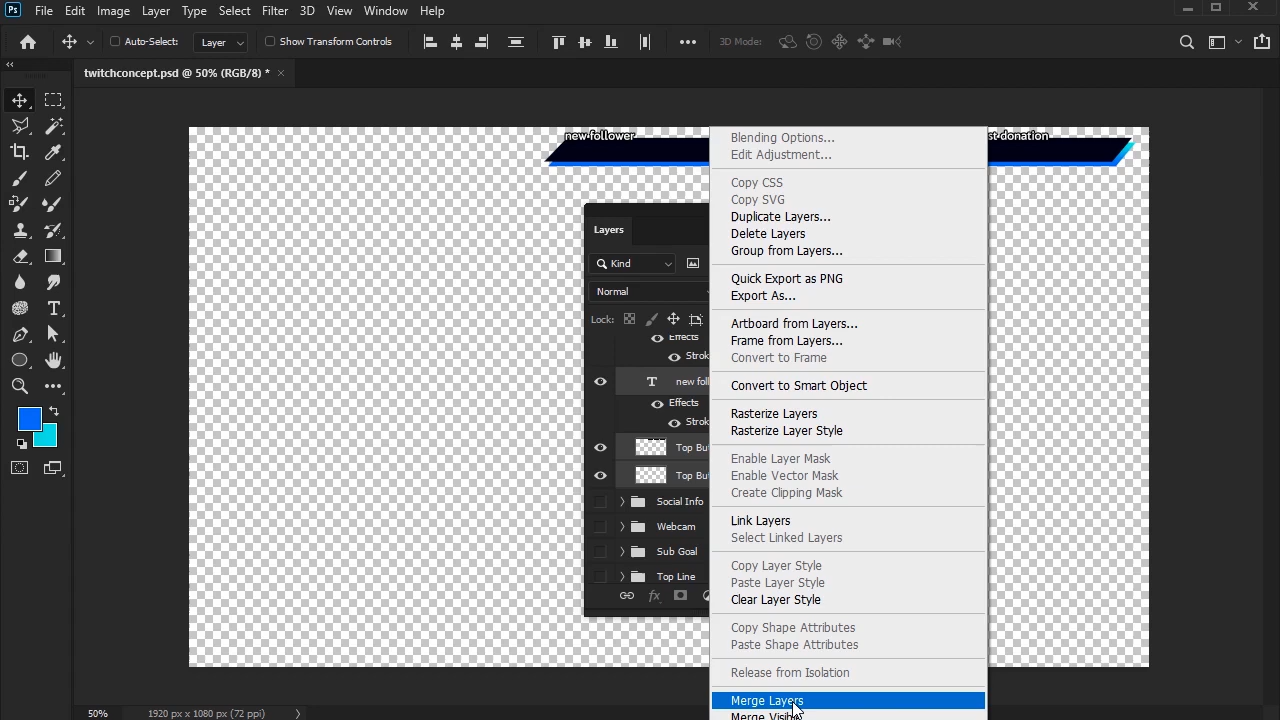 Ps File Edit Image Layer Type Select Filter 3D View Window Help
Auto-Select: Layer Show Transform Controls 3D Mode:
twitchconcept.psd @ 50% (RGB/8) *
new follower
st donation
Layers
Kind
Normal
Lock:
Effects
Strok
T new foll
Effects
Strok
Top Bu
Top Bu
Social Info
Webcam
Sub Goal
Top Line
fx
Blending Options...
Edit Adjustment...
Copy CSS
Copy SVG
Duplicate Layers...
Delete Layers
Group from Layers...
Quick Export as PNG
Export As...
Artboard from Layers...
Frame from Layers...
Convert to Frame
Convert to Smart Object
Rasterize Layers
Rasterize Layer Style
Enable Layer Mask
Enable Vector Mask
Create Clipping Mask
Link Layers
Select Linked Layers
Copy Layer Style
Paste Layer Style
Clear Layer Style
Copy Shape Attributes
Paste Shape Attributes
Release from Isolation
Merge Layers
Merge Visible
50% 1920 px x 1080 px (72 ppi)